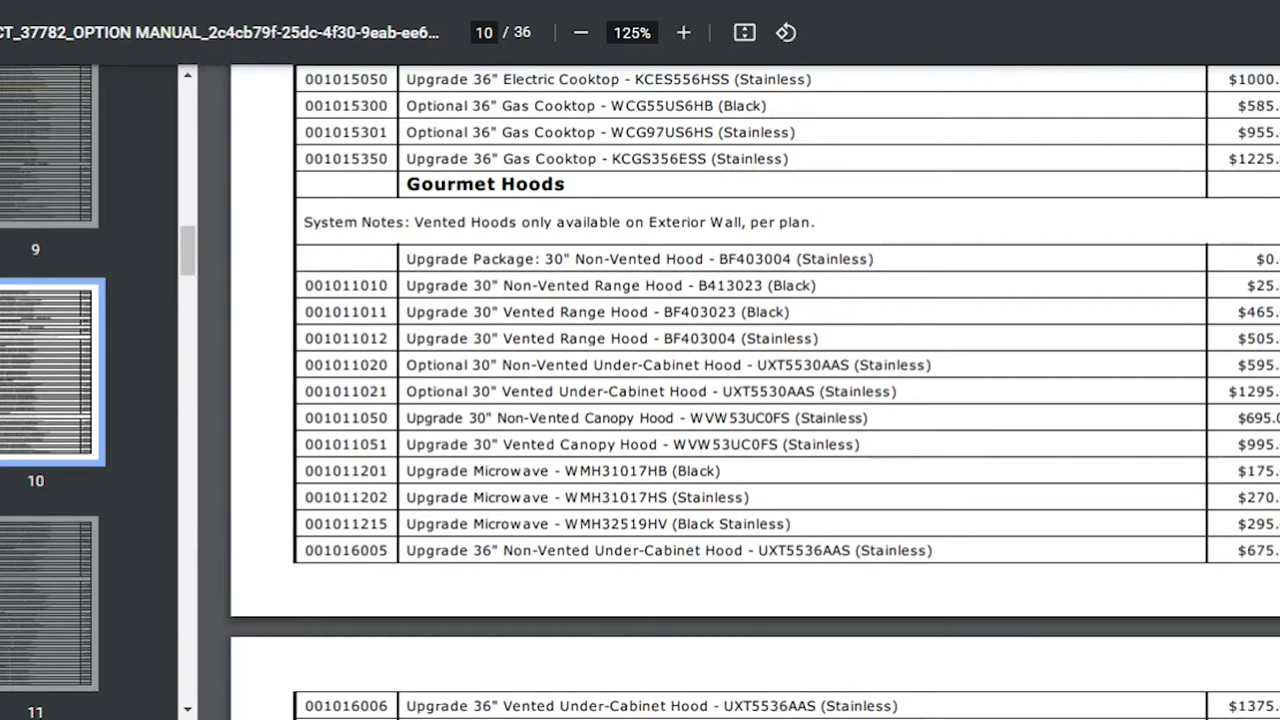 CT_37782_OPTION MANUAL_2c4cb79f-25dc-4f30-9eab-ee6... 10 / 36 125%
001015050 Upgrade 36" Electric Cooktop - KCES556HSS (Stainless) $1000.
001015300 Optional 36" Gas Cooktop - WCG55US6HB (Black) $585.
001015301 Optional 36" Gas Cooktop - WCG97US6HS (Stainless) $955.
001015350 Upgrade 36" Gas Cooktop - KCGS356ESS (Stainless) $1225.
Gourmet Hoods
System Notes: Vented Hoods only available on Exterior Wall, per plan.
Upgrade Package: 30" Non-Vented Hood - BF403004 (Stainless) $0.
001011010 Upgrade 30" Non-Vented Range Hood - B413023 (Black) $25.
001011011 Upgrade 30" Vented Range Hood - BF403023 (Black) $465.
001011012 Upgrade 30" Vented Range Hood - BF403004 (Stainless) $505.
001011020 Optional 30" Non-Vented Under-Cabinet Hood - UXT5530AAS (Stainless) $595.
001011021 Optional 30" Vented Under-Cabinet Hood - UXT5530AAS (Stainless) $1295.
001011050 Upgrade 30" Non-Vented Canopy Hood - WVW53UC0FS (Stainless) $695.0
001011051 Upgrade 30" Vented Canopy Hood - WVW53UC0FS (Stainless) $995.
001011201 Upgrade Microwave - WMH31017HB (Black) $175.
001011202 Upgrade Microwave - WMH31017HS (Stainless) $270.
001011215 Upgrade Microwave - WMH32519HV (Black Stainless) $295.
001016005 Upgrade 36" Non-Vented Under-Cabinet Hood - UXT5536AAS (Stainless) $675.
001016006 Upgrade 36" Vented Under-Cabinet Hood - UXT5536AAS (Stainless) $1375.
9
10
11